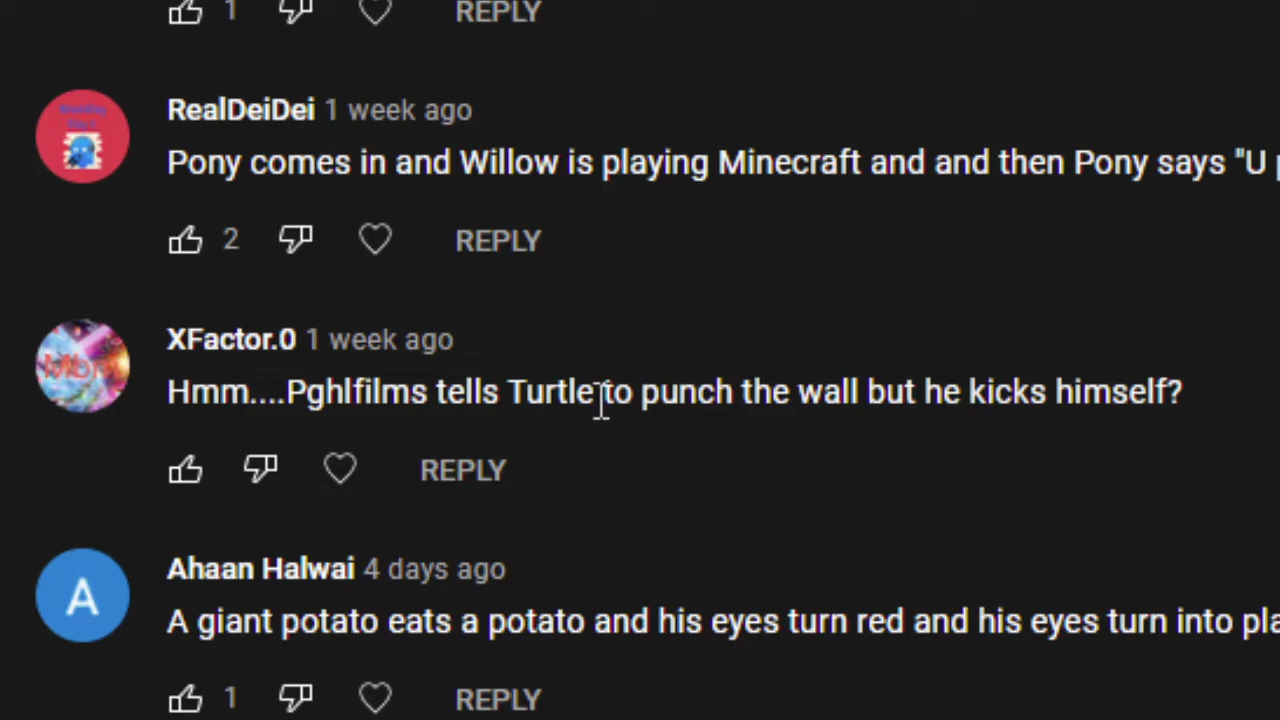 1 REPLY
RealDeiDei 1 week ago
Pony comes in and Willow is playing Minecraft and and then Pony says "U
2 REPLY
XFactor.0 1 week ago
Hmm....Pghlfilms tells Turtle to punch the wall but he kicks himself?
REPLY
A
Ahaan Halwai 4 days ago
A giant potato eats a potato and his eyes turn red and his eyes turn into
1 REPLY